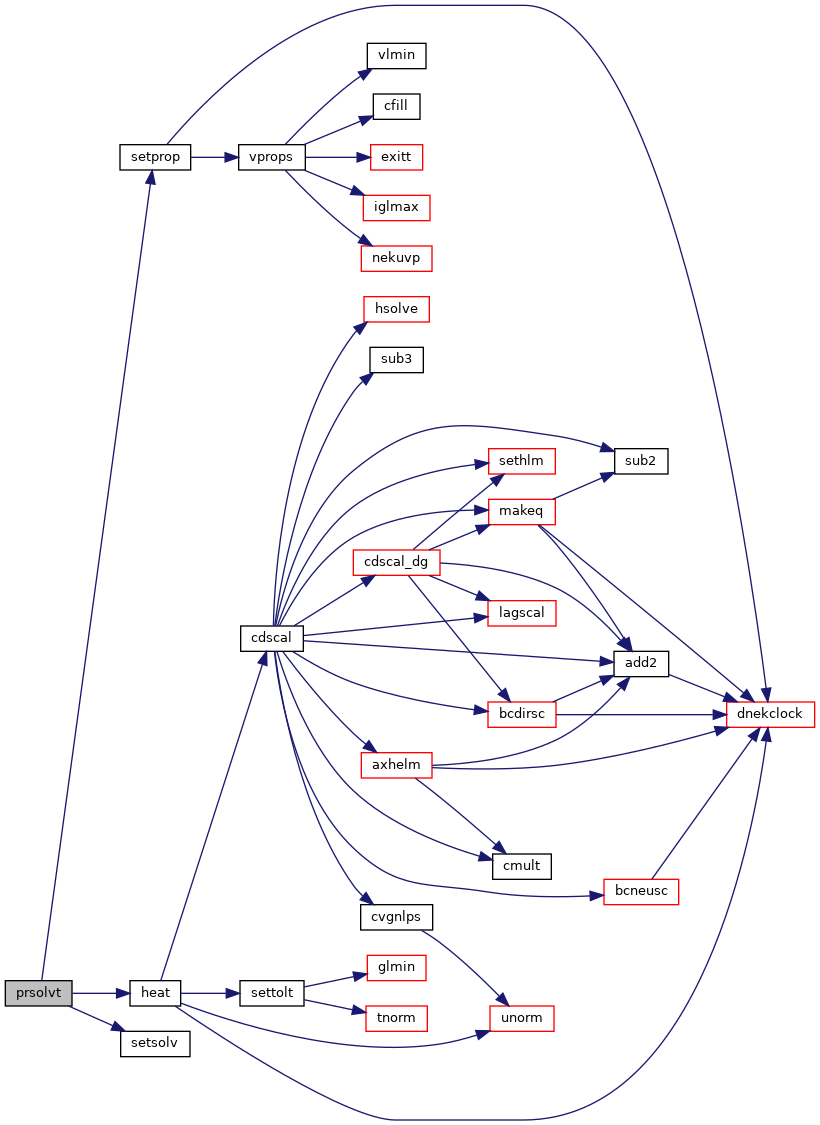 vlmin
cfill
setprop
vprops
exitt
iglmax
nekuvp
hsolve
sub3
sethlm
sub2
makeq
cdscal_dg
lagscal
cdscal
add2
bcdirsc
dnekclock
axhelm
cmult
bcneusc
cvgnlps
glmin
prsolvt
heat
settolt
tnorm
unorm
setsolv